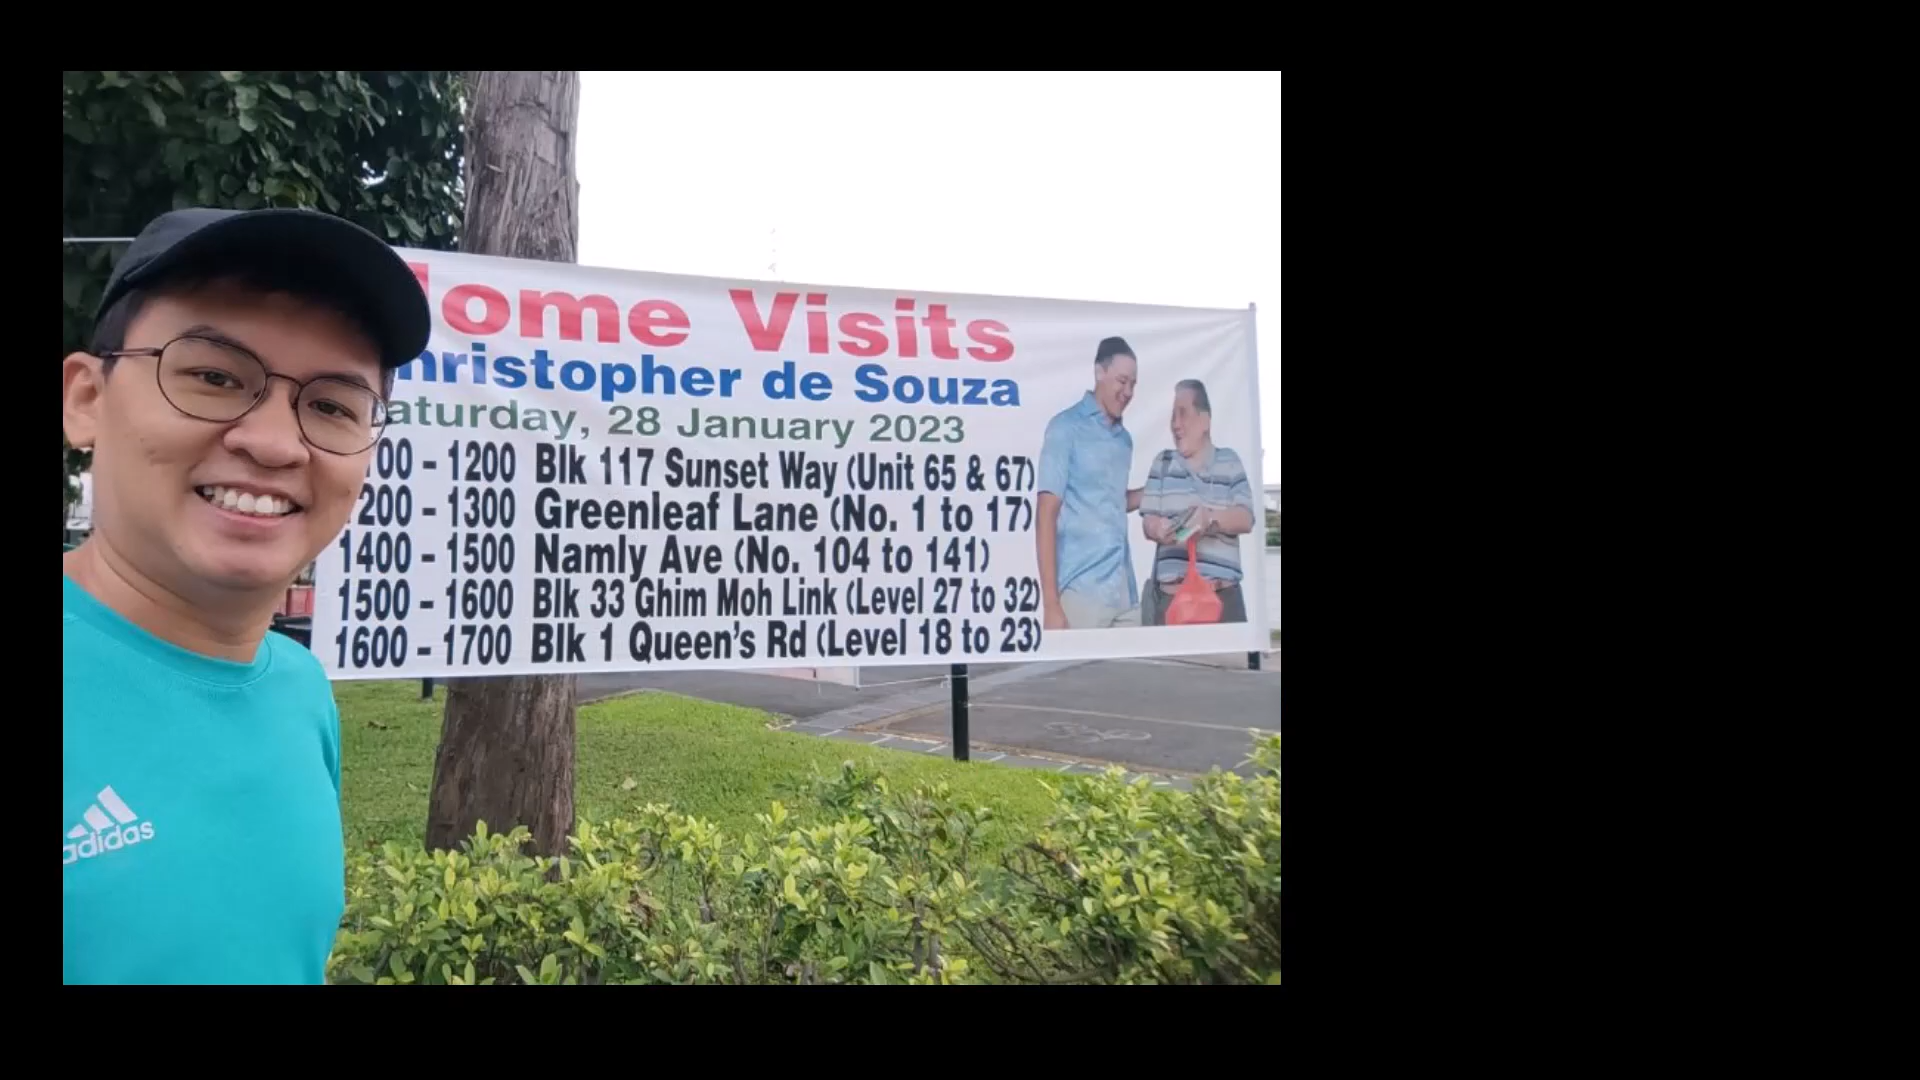 ome Visits
hristopher de Souza
aturday, 28 January 2023
00 - 1200 Blk 117 Sunset Way (Unit 65 & 67)
200 - 1300 Greenleaf Lane (No. 1 to 17)
1400 - 1500 Namly Ave (No. 104 to 141)
1500 - 1600 Blk 33 Ghim Moh Link (Level 27 to 32)
1600 - 1700 Blk 1 Queen's Rd (Level 18 to 23)
adidas